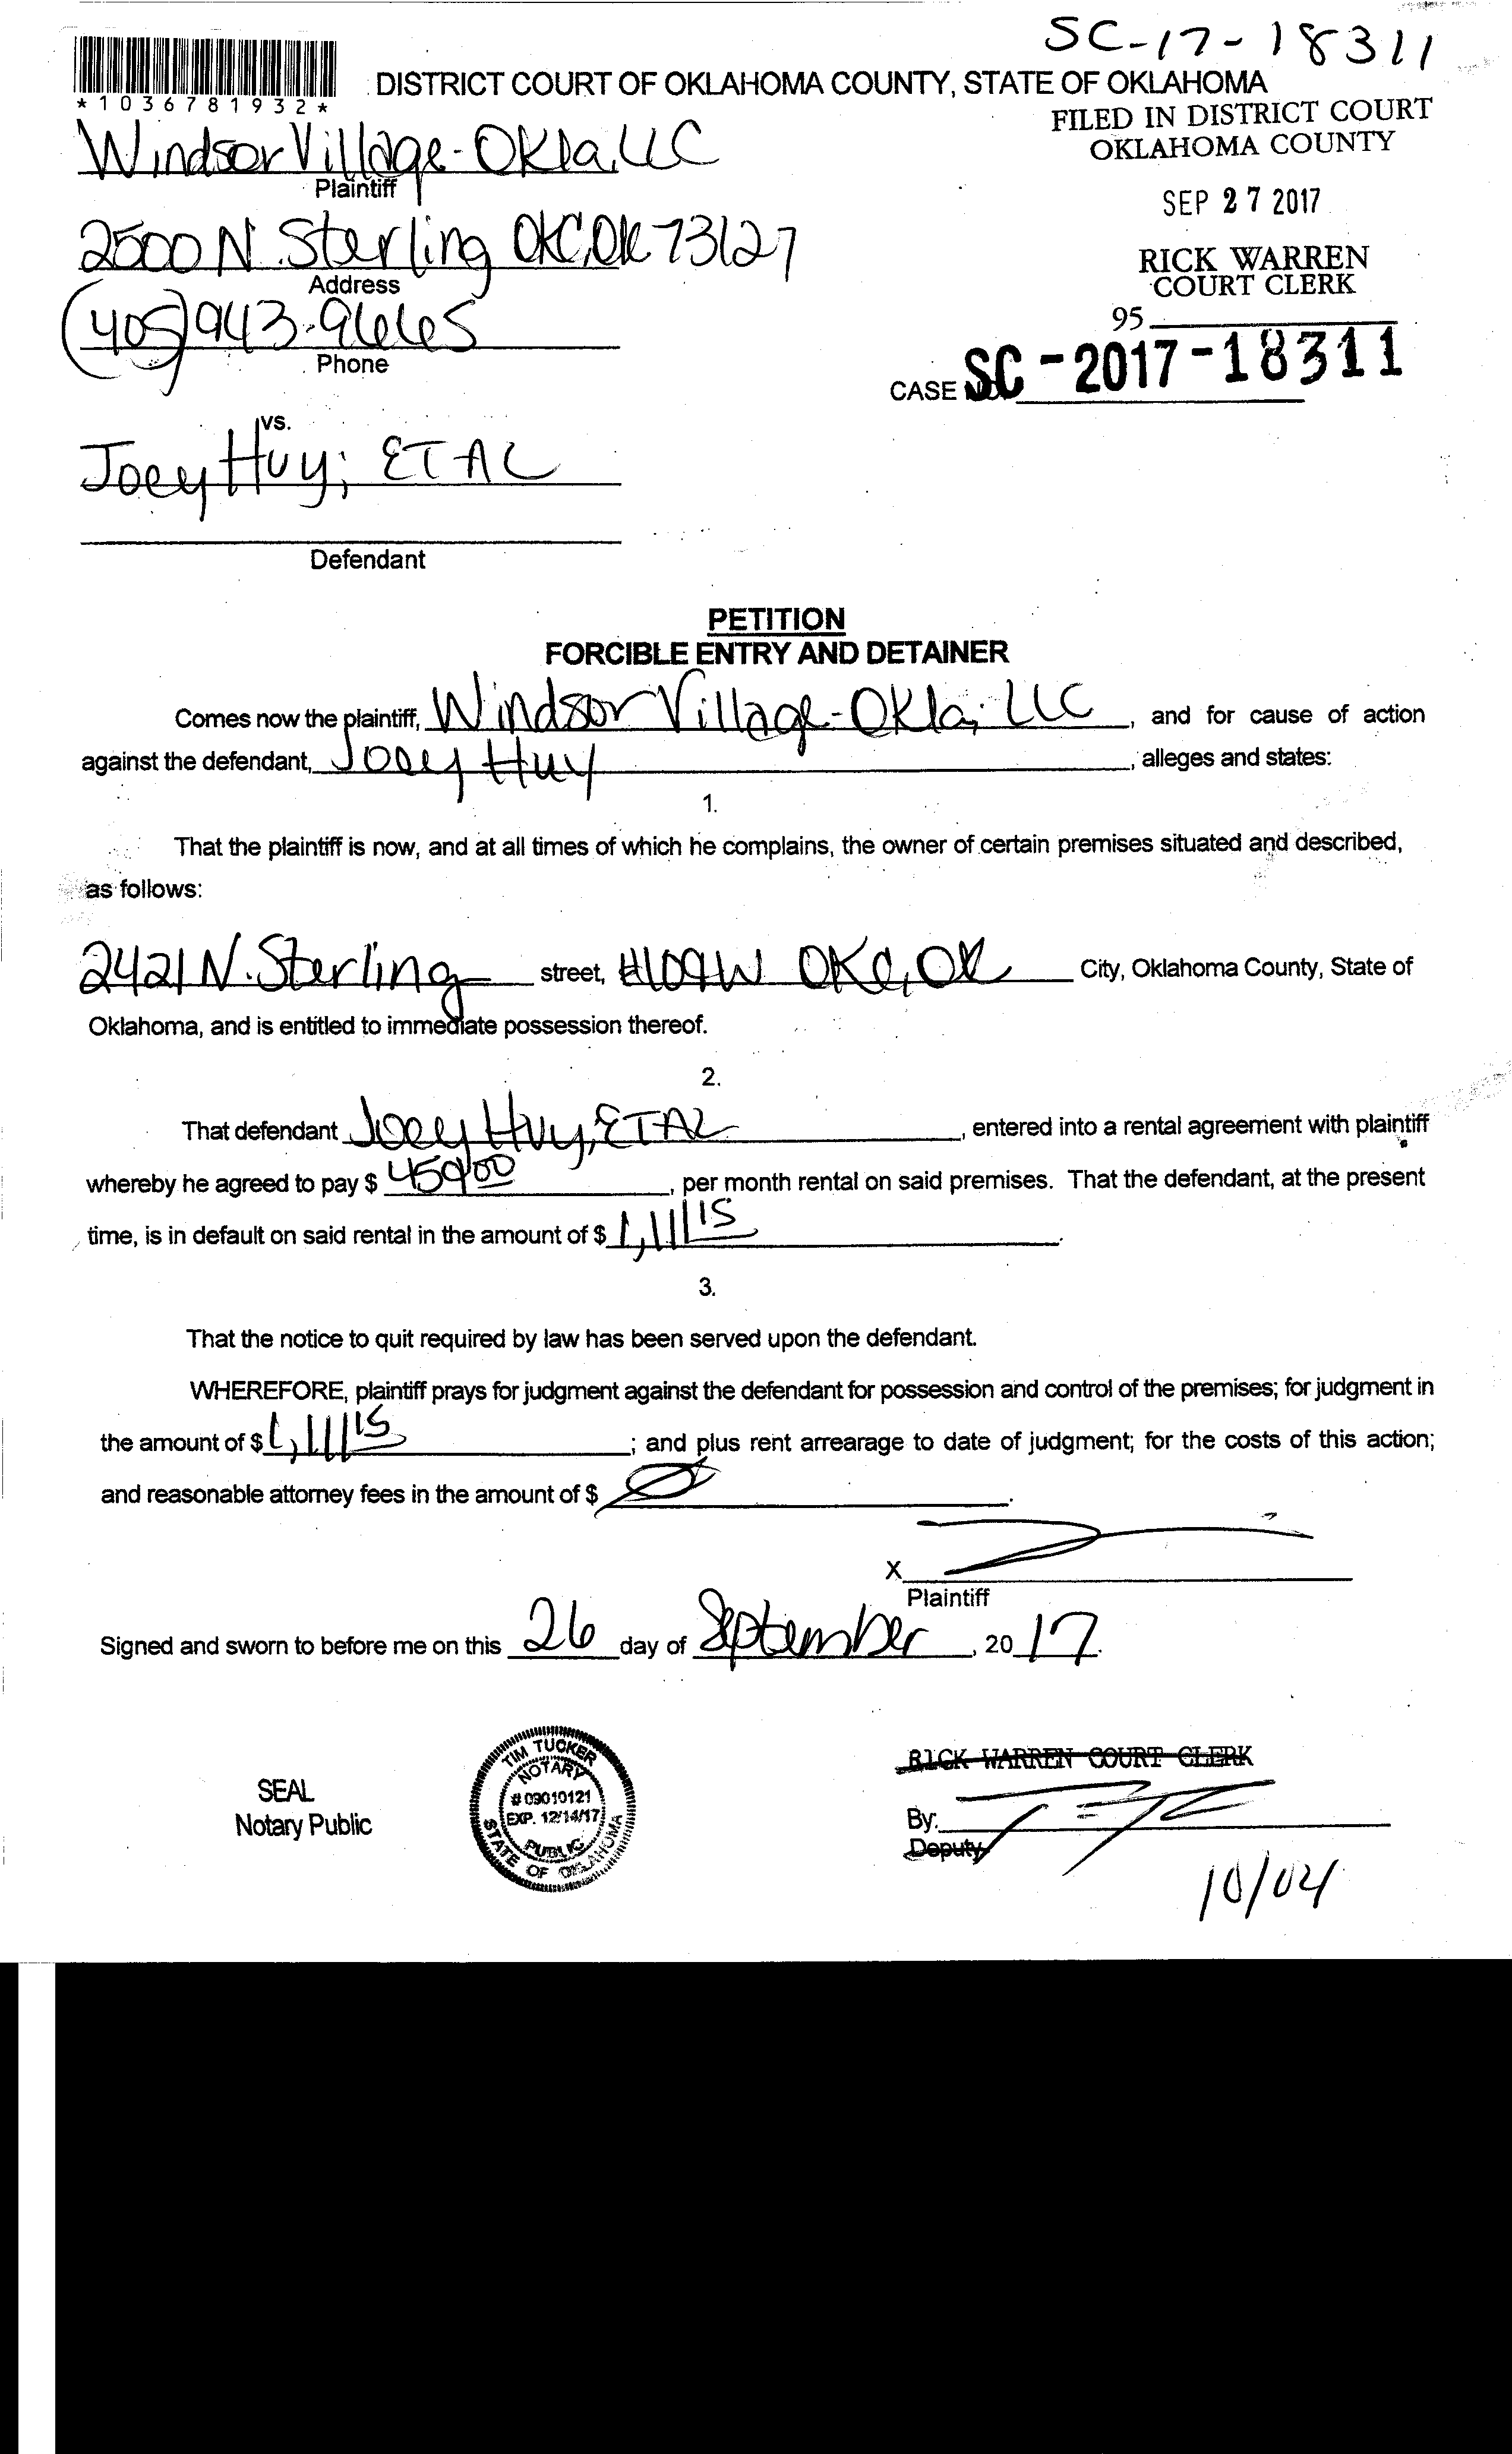 SC-17-18311
*1036781932*
DISTRICT COURT OF OKLAHOMA COUNTY, STATE OF OKLAHOMA
FILED IN DISTRICT COURT
OKLAHOMA COUNTY
Windsor Village-Okla, LLC
Plaintiff
SEP 27 2017
2500 N. Sterling OKC, OK 73127
Address
RICK WARREN
COURT CLERK
(405) 943-9665
Phone
95
CASE NO. SC-2017-18311
vs.
Joey Huy; ETAL
Defendant
PETITION
FORCIBLE ENTRY AND DETAINER
Comes now the plaintiff, Windsor Village-Okla, LLC, and for cause of action
against the defendant, Joey Huy, alleges and states:
1.
That the plaintiff is now, and at all times of which he complains, the owner of certain premises situated and described,
as follows:
2421 N. Sterling street, #109W OKC, OK City, Oklahoma County, State of
Oklahoma, and is entitled to immediate possession thereof.
2.
That defendant Joey Huy, ETAL, entered into a rental agreement with plaintiff
whereby he agreed to pay $ 459.00, per month rental on said premises. That the defendant, at the present
time, is in default on said rental in the amount of $ 1,111.15.
3.
That the notice to quit required by law has been served upon the defendant.
WHEREFORE, plaintiff prays for judgment against the defendant for possession and control of the premises; for judgment in
the amount of $ 1,111.15; and plus rent arrearage to date of judgment; for the costs of this action;
and reasonable attorney fees in the amount of $ Ø.
X
Plaintiff
Signed and sworn to before me on this 26 day of September, 2017.
SEAL
Notary Public
TIM TUCKER
NOTARY
# 09010121
EXP. 12/14/17
PUBLIC
STATE OF OKLAHOMA
RICK WARREN COURT CLERK
By:
Deputy
10/04